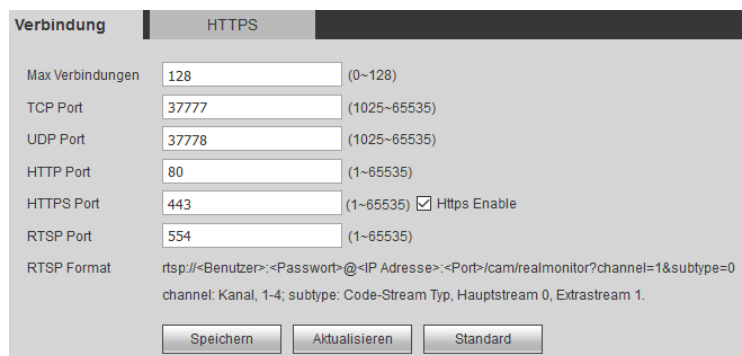 Verbindung HTTPS
Max Verbindungen 128 (0~128)
TCP Port 37777 (1025~65535)
UDP Port 37778 (1025~65535)
HTTP Port 80 (1~65535)
HTTPS Port 443 (1~65535) Https Enable
RTSP Port 554 (1~65535)
RTSP Format rtsp://<Benutzer>:<Passwort>@<IP Adresse>:<Port>/cam/realmonitor?channel=1&subtype=0
channel: Kanal, 1-4; subtype: Code-Stream Typ, Hauptstream 0, Extrastream 1.
Speichern Aktualisieren Standard